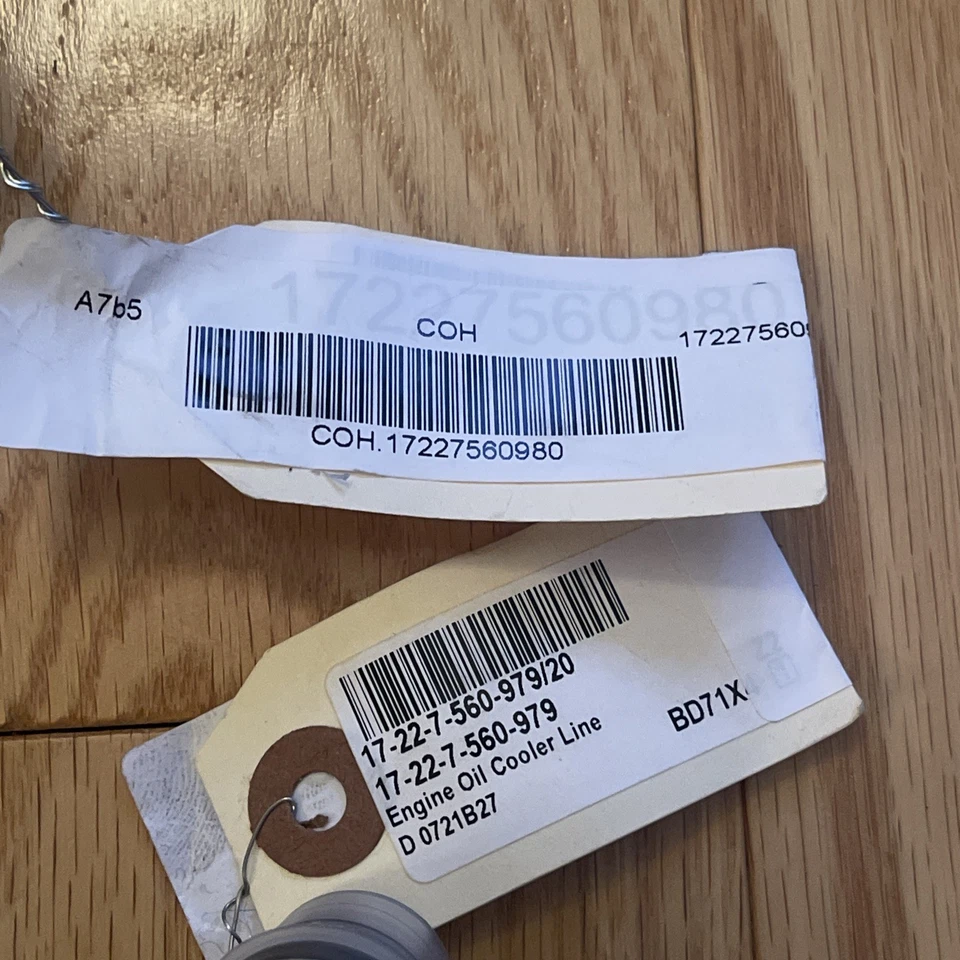 17227560980
A7b5
COH
17227560
COH.17227560980
17-22-7-560-979/20
17-22-7-560-979
Engine Oil Cooler Line
D 0721B27
BD71X